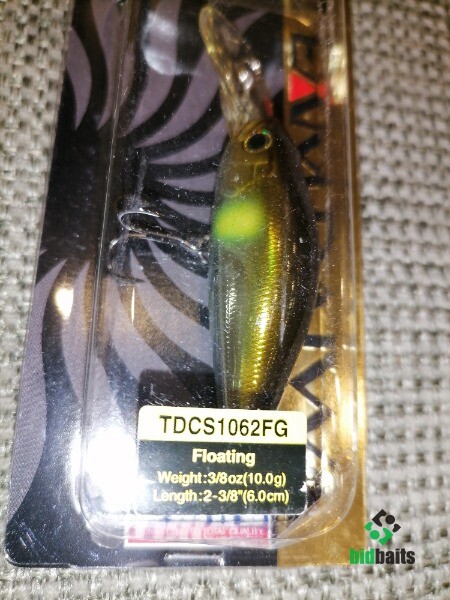 TDCS1062FG
Floating
Weight:3/8oz(10.0g)
Length:2-3/8"(6.0cm)
bidbaits